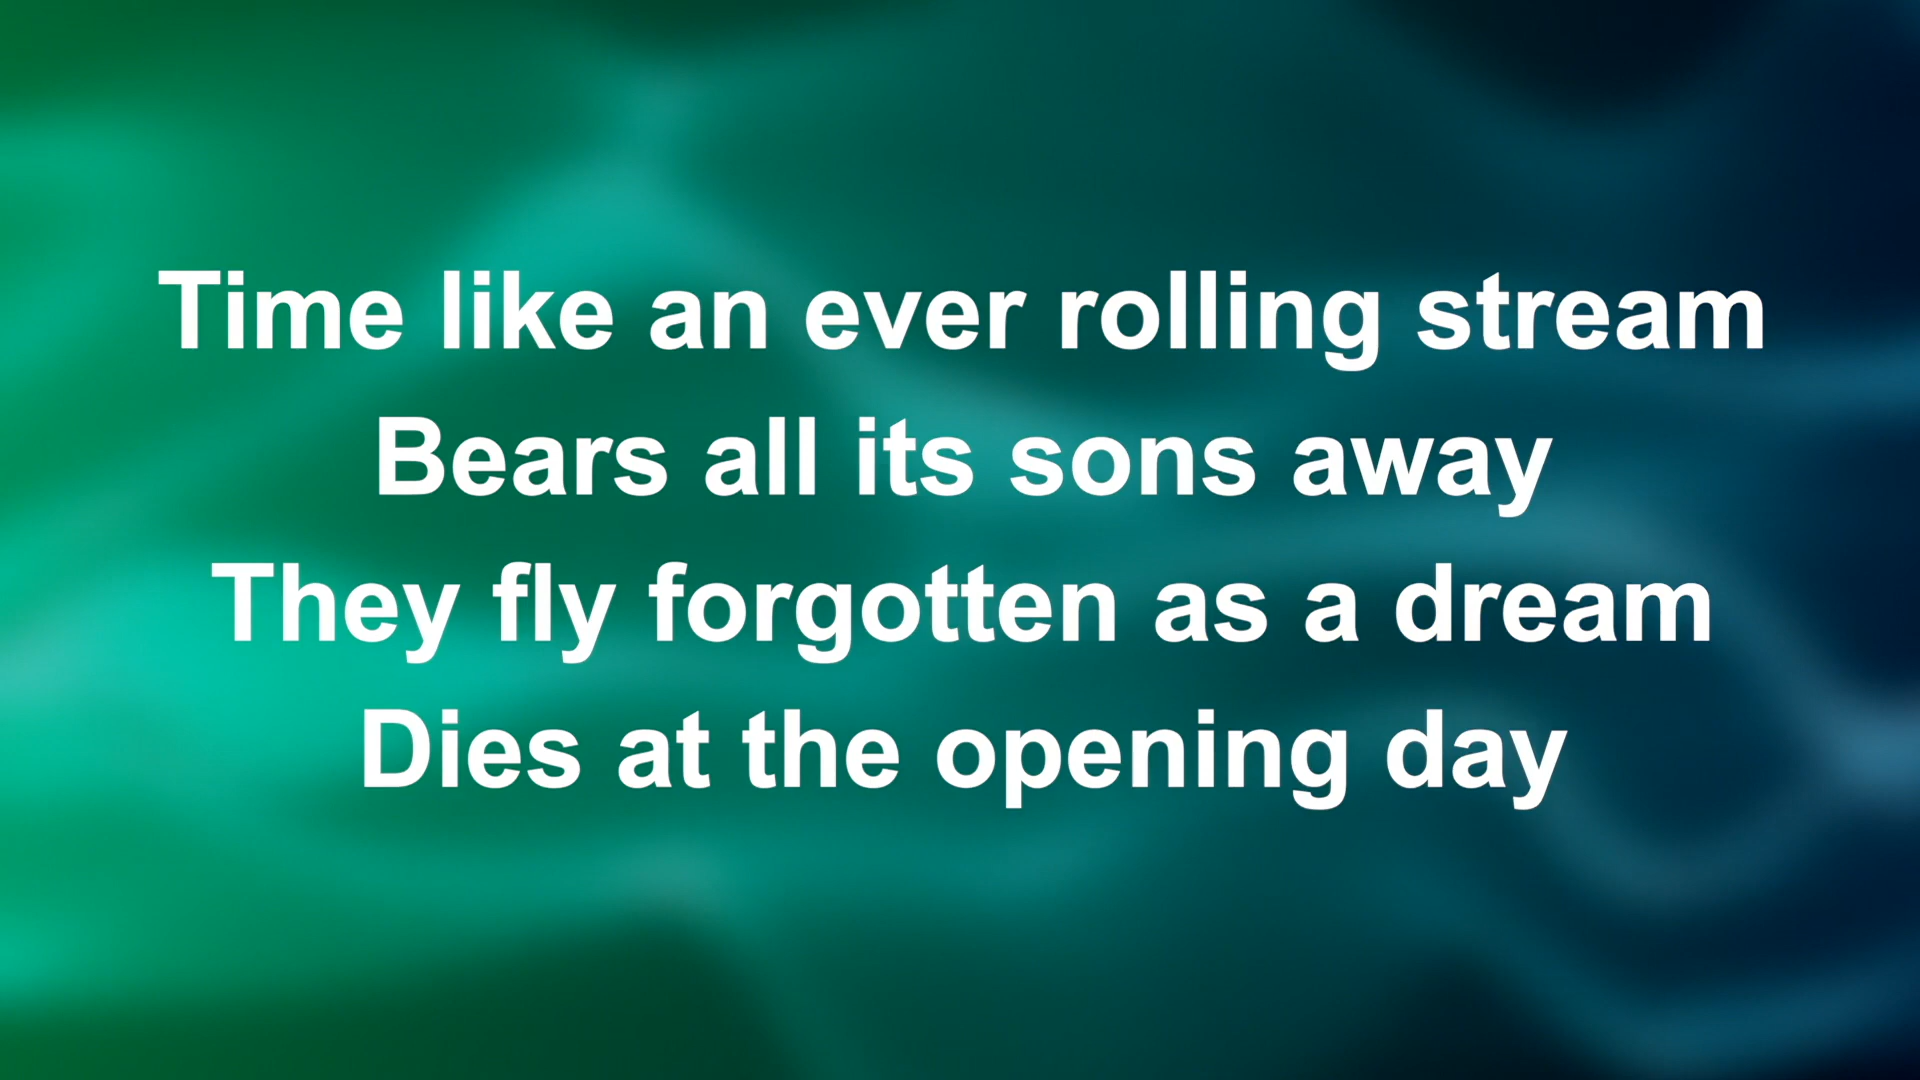 Time like an ever rolling stream
Bears all its sons away
They fly forgotten as a dream
Dies at the opening day